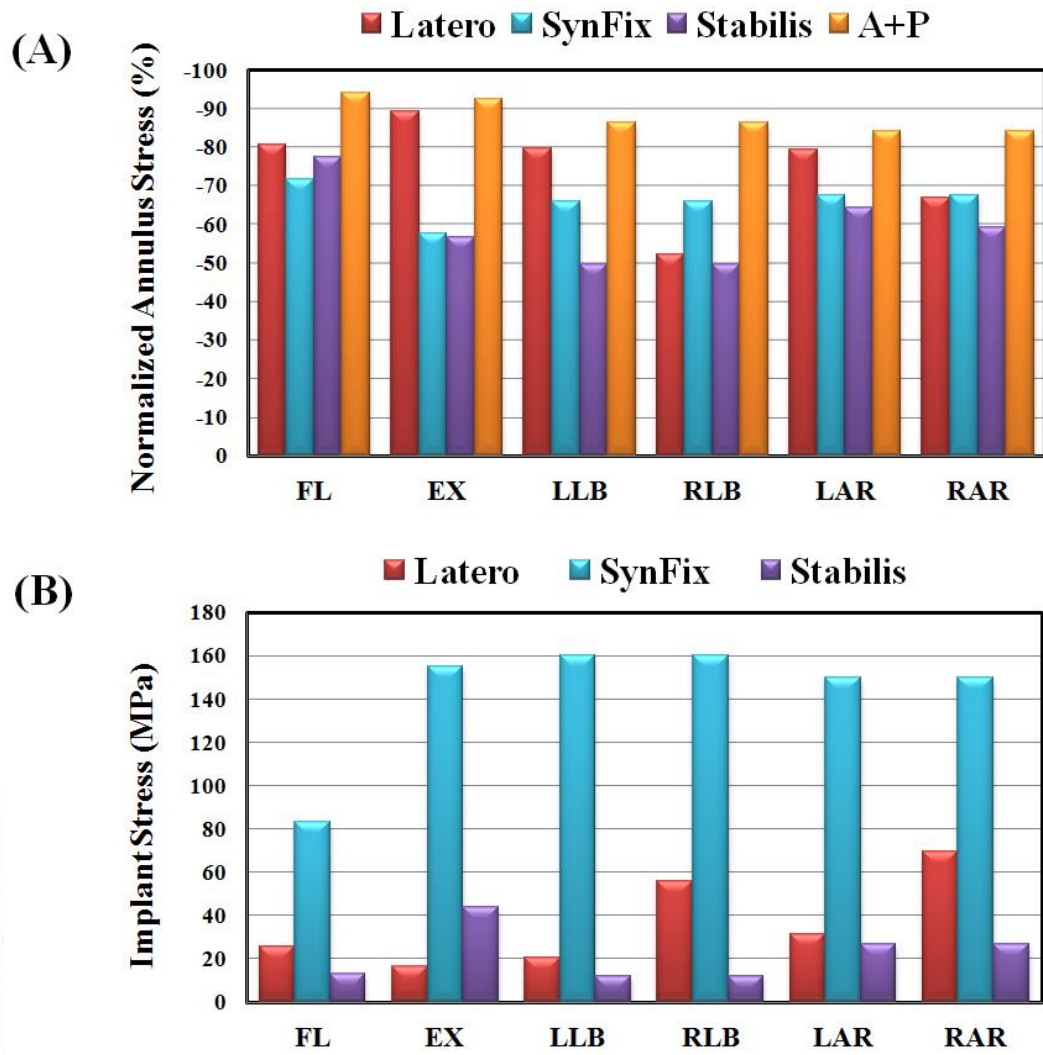 (A)
Latero SynFix Stabilis A+P
Normalized Annulus Stress (%)
-100
-90
-80
-70
-60
-50
-40
-30
-20
-10
0
FL EX LLB RLB LAR RAR
(B)
Latero SynFix Stabilis
Implant Stress (MPa)
180
160
140
120
100
80
60
40
20
0
FL EX LLB RLB LAR RAR